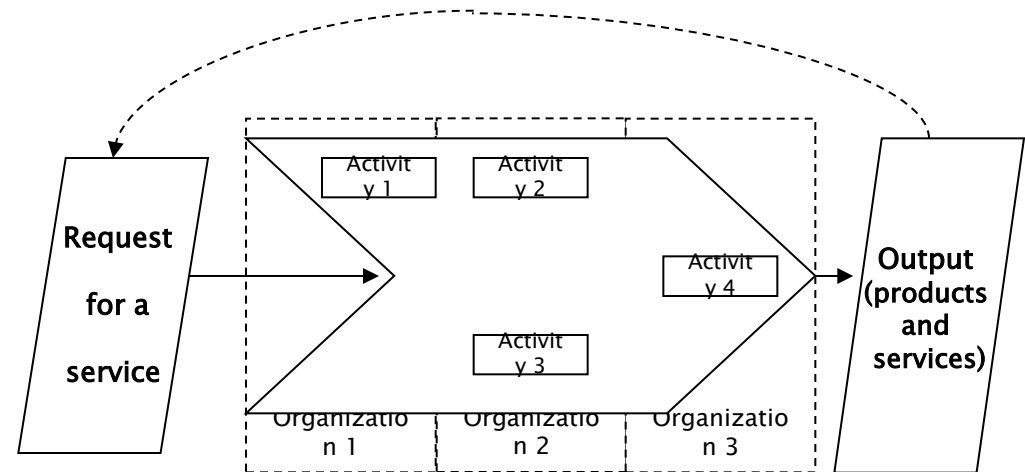 Request
for a
service
Activit
y 1
Activit
y 2
Activit
y 3
Activit
y 4
Organizatio
n 1
Organizatio
n 2
Organizatio
n 3
Output
(products
and
services)